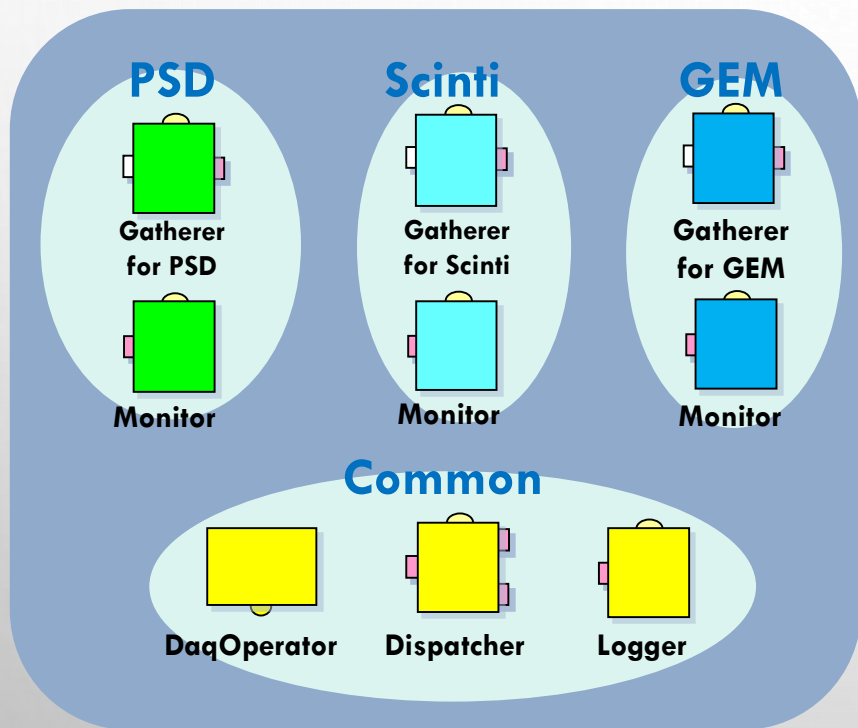 PSD
Gatherer
for PSD
Monitor
Scinti
Gatherer
for Scinti
Monitor
GEM
Gatherer
for GEM
Monitor
Common
DaqOperator
Dispatcher
Logger